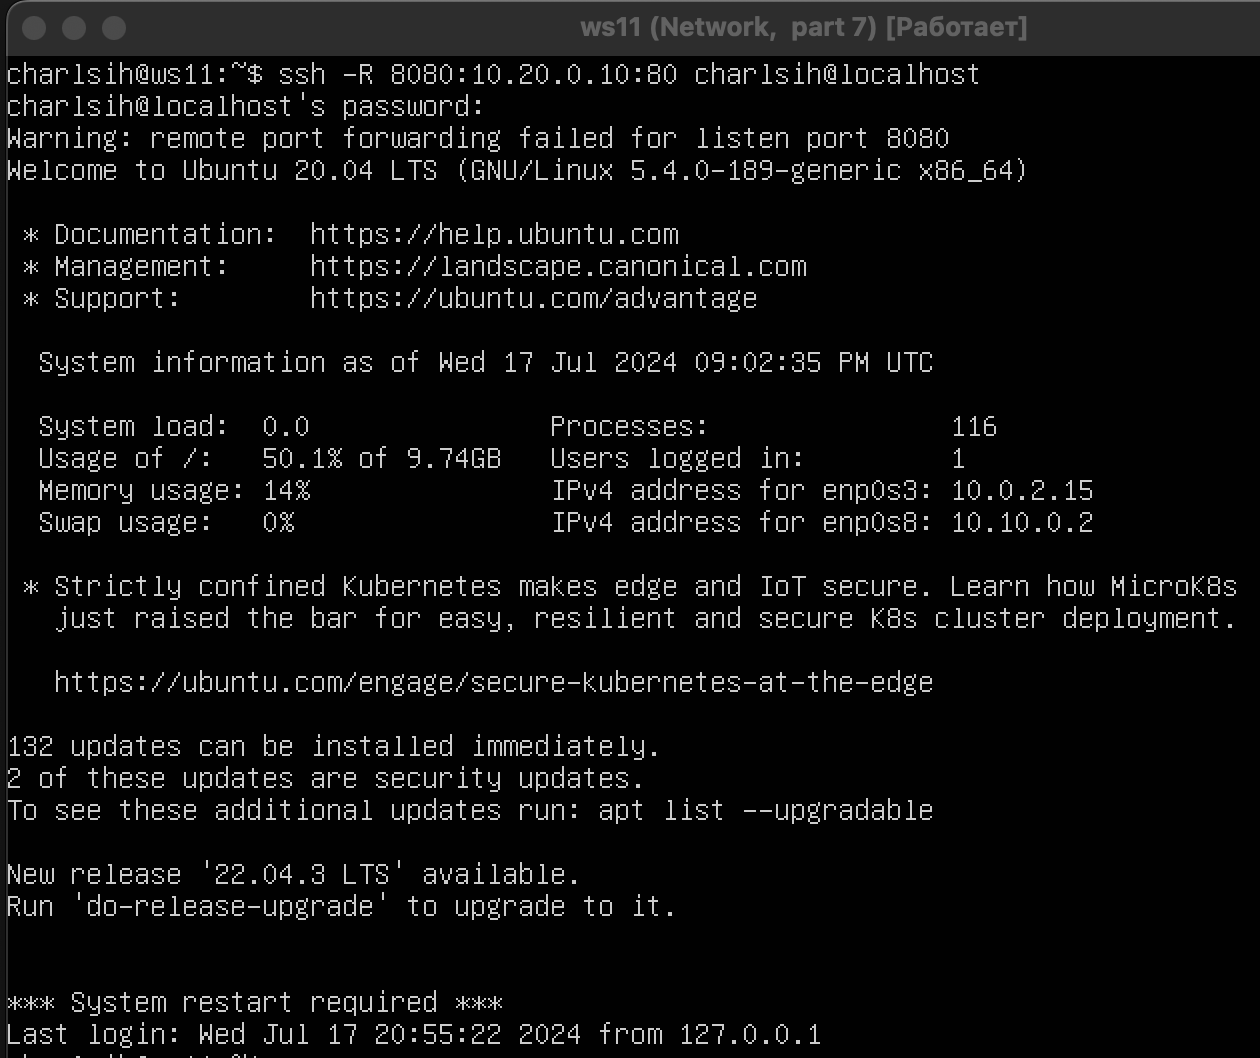 ws11 (Network, part 7) [Работает]
charlsih@ws11:~$ ssh -R 8080:10.20.0.10:80 charlsih@localhost
charlsih@localhost's password:
Warning: remote port forwarding failed for listen port 8080
Welcome to Ubuntu 20.04 LTS (GNU/Linux 5.4.0-189-generic x86_64)
* Documentation: https://help.ubuntu.com
* Management: https://landscape.canonical.com
* Support: https://ubuntu.com/advantage
System information as of Wed 17 Jul 2024 09:02:35 PM UTC
System load: 0.0 Processes: 116
Usage of /: 50.1% of 9.74GB Users logged in: 1
Memory usage: 14% IPv4 address for enp0s3: 10.0.2.15
Swap usage: 0% IPv4 address for enp0s8: 10.10.0.2
* Strictly confined Kubernetes makes edge and IoT secure. Learn how MicroK8s
just raised the bar for easy, resilient and secure K8s cluster deployment.
https://ubuntu.com/engage/secure-kubernetes-at-the-edge
132 updates can be installed immediately.
2 of these updates are security updates.
To see these additional updates run: apt list --upgradable
New release '22.04.3 LTS' available.
Run 'do-release-upgrade' to upgrade to it.
*** System restart required ***
Last login: Wed Jul 17 20:55:22 2024 from 127.0.0.1